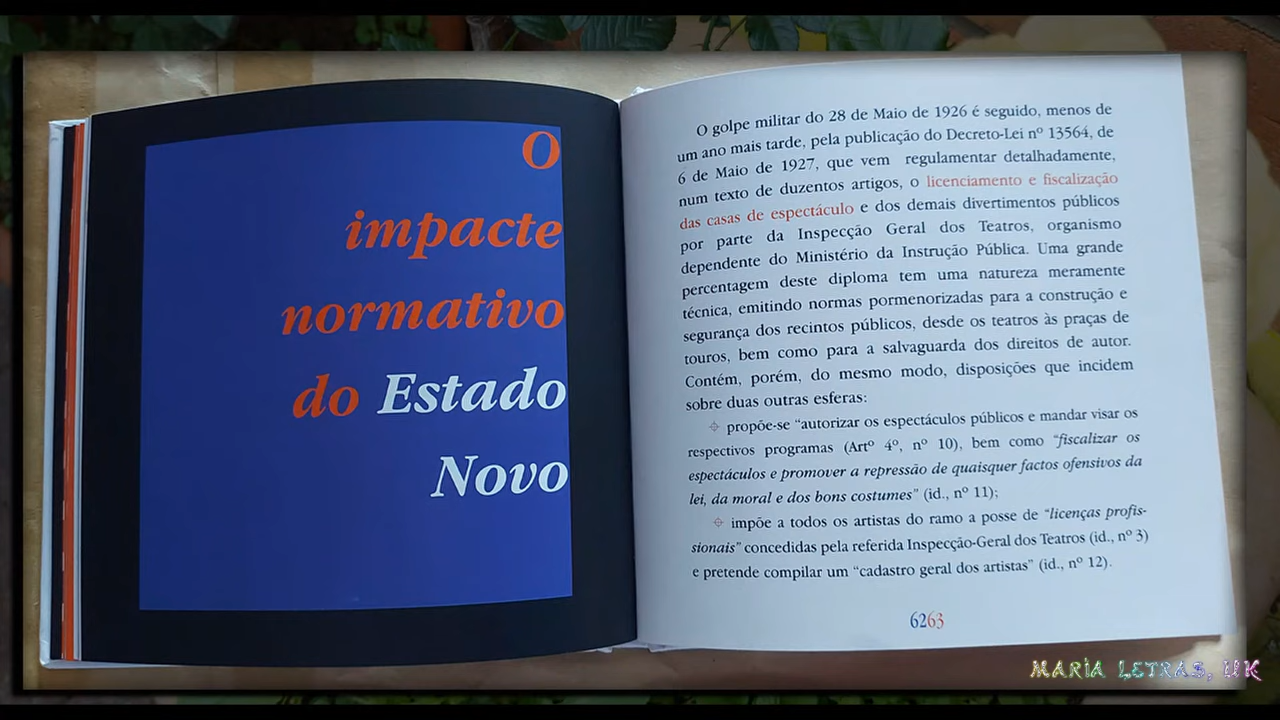 O
impacte
normativo
do Estado
Novo
O golpe militar do 28 de Maio de 1926 é seguido, menos de
um ano mais tarde, pela publicação do Decreto-Lei nº 13564, de
6 de Maio de 1927, que vem regulamentar detalhadamente,
num texto de duzentos artigos, o licenciamento e fiscalização
das casas de espectáculo e dos demais divertimentos públicos
por parte da Inspecção Geral dos Teatros, organismo
dependente do Ministério da Instrução Pública. Uma grande
percentagem deste diploma tem uma natureza meramente
técnica, emitindo normas pormenorizadas para a construção e
segurança dos recintos públicos, desde os teatros às praças de
touros, bem como para a salvaguarda dos direitos de autor.
Contém, porém, do mesmo modo, disposições que incidem
sobre duas outras esferas:
propõe-se “autorizar os espectáculos públicos e mandar visar os
respectivos programas (Artº 4º, nº 10), bem como “fiscalizar os
espectáculos e promover a repressão de quaisquer factos ofensivos da
lei, da moral e dos bons costumes” (id., nº 11);
impõe a todos os artistas do ramo a posse de “licenças profis-
sionais” concedidas pela referida Inspecção-Geral dos Teatros (id., nº 3)
e pretende compilar um “cadastro geral dos artistas” (id., nº 12).
6263
MARIA LETRAS, UK